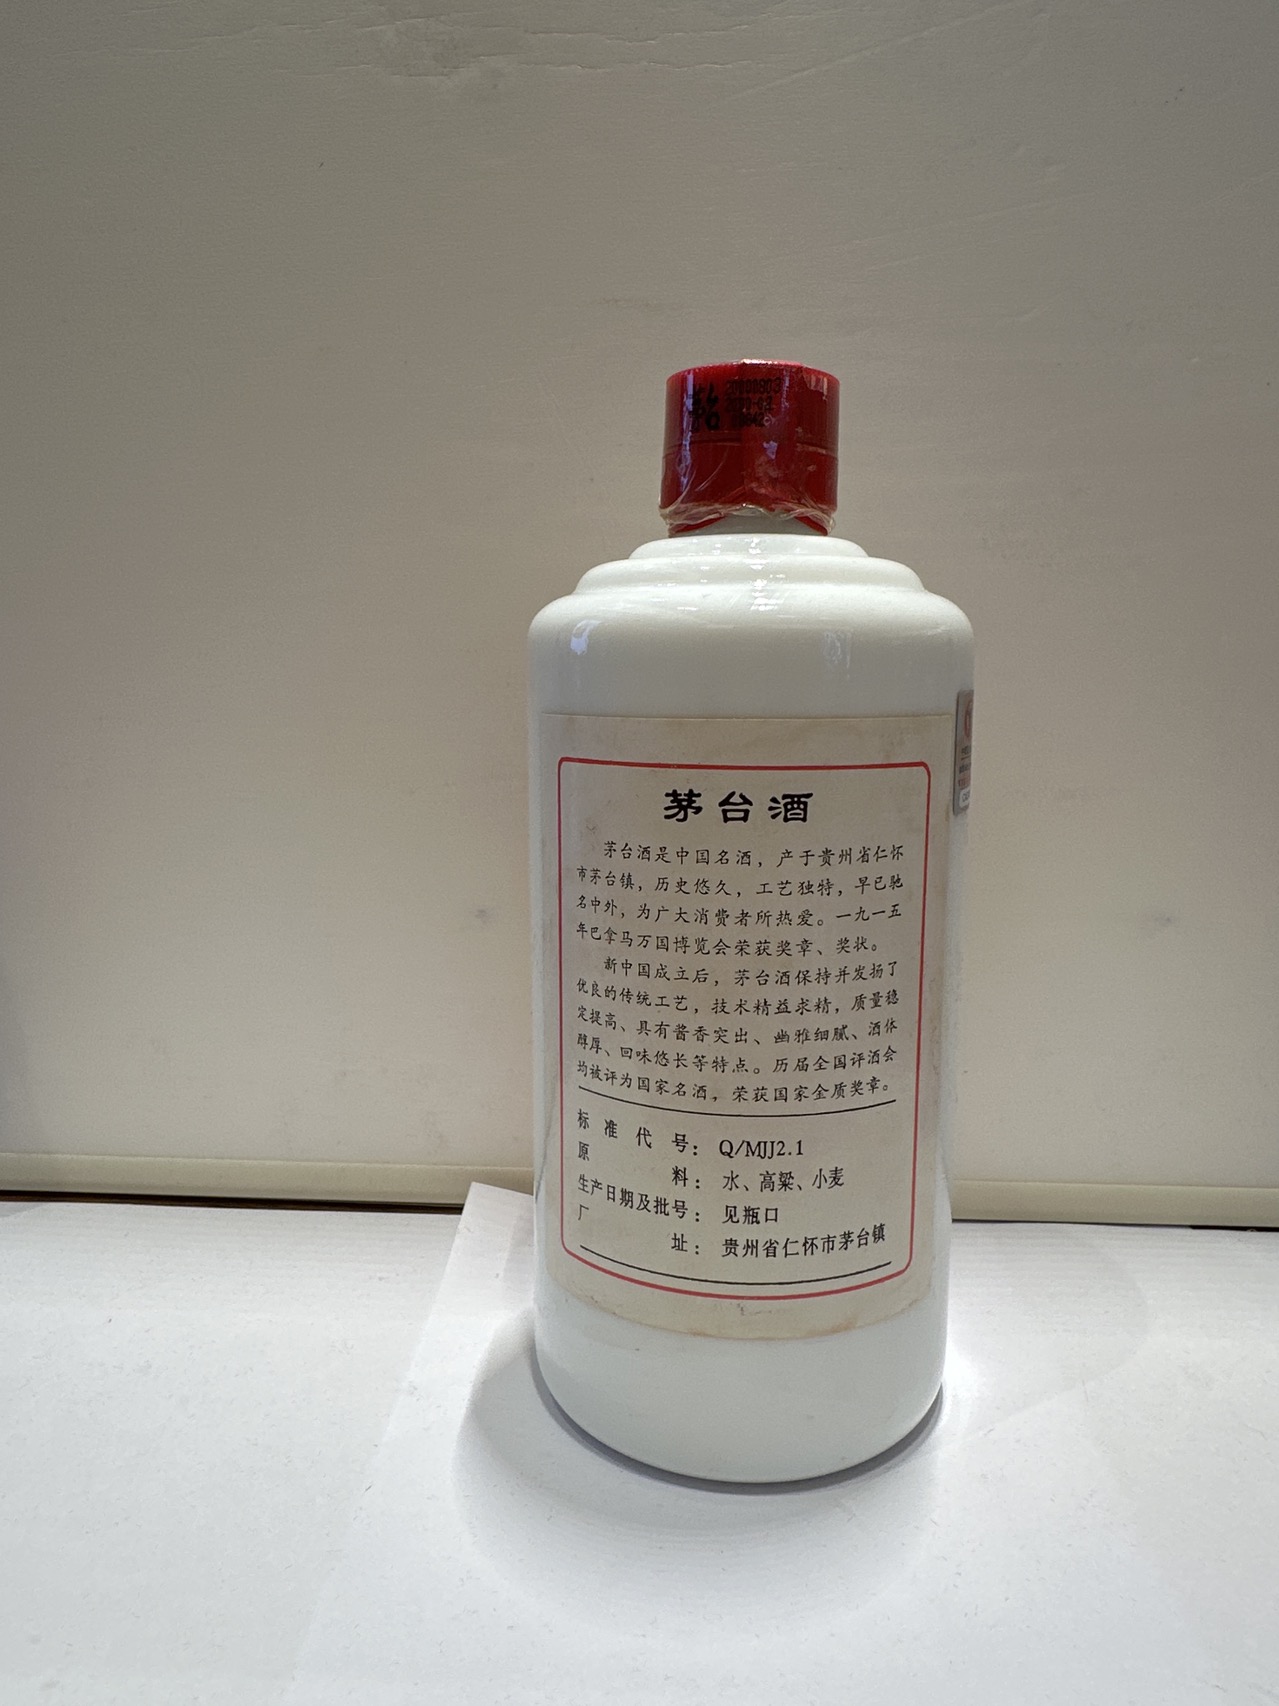 茅台
20000903
茅台酒
茅台酒是中国名酒，产于贵州省仁怀
市茅台镇，历史悠久，工艺独特，早已驰
名中外，为广大消费者所热爱。一九一五
年巴拿马万国博览会荣获奖章、奖状。
新中国成立后，茅台酒保持并发扬了
优良的传统工艺，技术精益求精，质量稳
定提高、具有酱香突出、幽雅细腻、酒体
醇厚、回味悠长等特点。历届全国评酒会
均被评为国家名酒，荣获国家金质奖章。
标准代号：Q/MJJ2.1
原料：水、高粱、小麦
生产日期及批号：见瓶口
厂址：贵州省仁怀市茅台镇